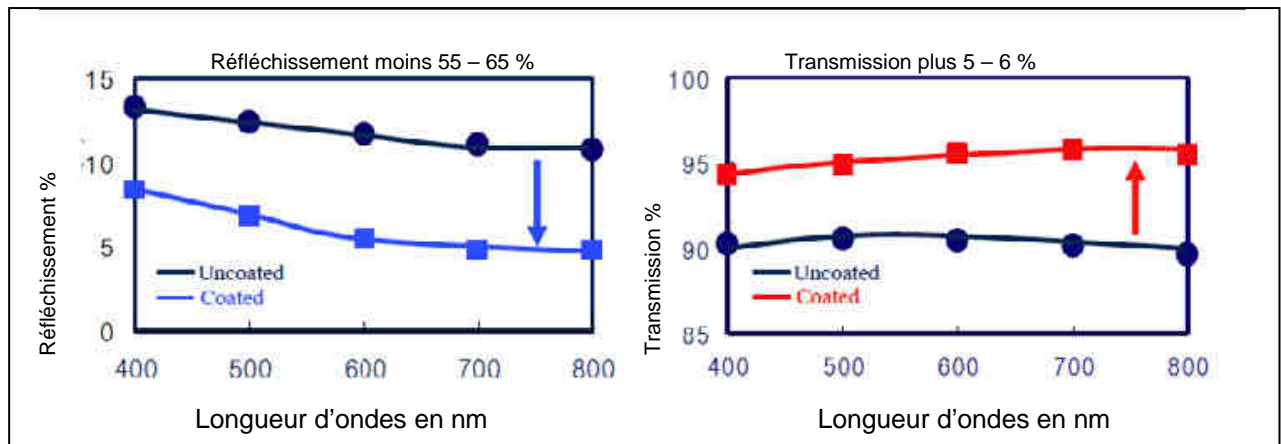 Réfléchissement moins 55 – 65 %
15
10
5
0
Réfléchissement %
Uncoated
Coated
400 500 600 700 800
Longueur d'ondes en nm
Transmission plus 5 – 6 %
100
95
90
85
Transmission %
Uncoated
Coated
400 500 600 700 800
Longueur d'ondes en nm